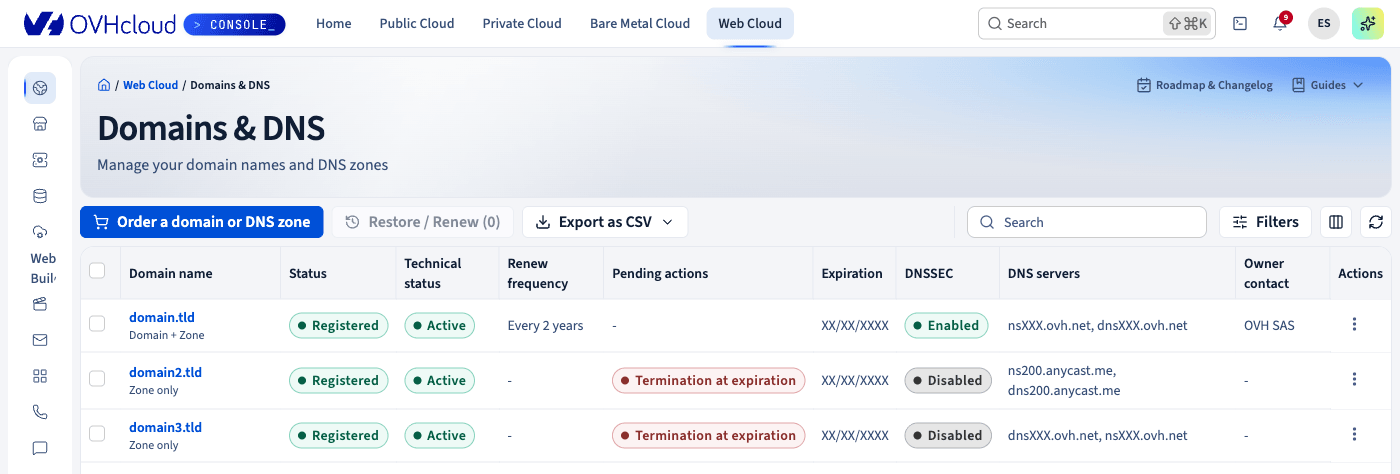 OVHcloud > CONSOLE_ Home Public Cloud Private Cloud Bare Metal Cloud Web Cloud Search ⇧⌘K 9 ES
/ Web Cloud / Domains & DNS Roadmap & Changelog Guides
Domains & DNS
Manage your domain names and DNS zones
Order a domain or DNS zone Restore / Renew (0) Export as CSV Search Filters
Web
Buil
Domain name Status Technical status Renew frequency Pending actions Expiration DNSSEC DNS servers Owner contact Actions
domain.tld Registered Active Every 2 years - XX/XX/XXXX Enabled nsXXX.ovh.net, dnsXXX.ovh.net OVH SAS
Domain + Zone
domain2.tld Registered Active - Termination at expiration XX/XX/XXXX Disabled ns200.anycast.me, -
Zone only dns200.anycast.me
domain3.tld Registered Active - Termination at expiration XX/XX/XXXX Disabled dnsXXX.ovh.net, nsXXX.ovh.net -
Zone only